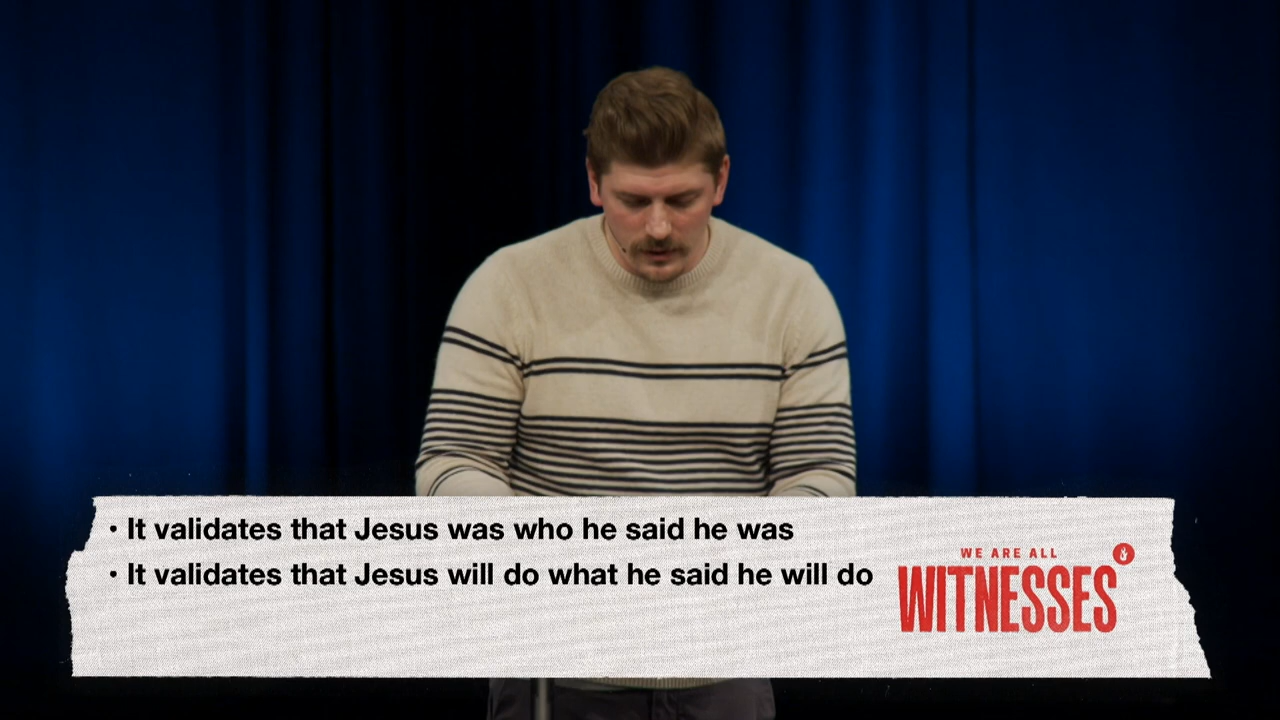 • It validates that Jesus was who he said he was
• It validates that Jesus will do what he said he will do
WE ARE ALL
WITNESSES